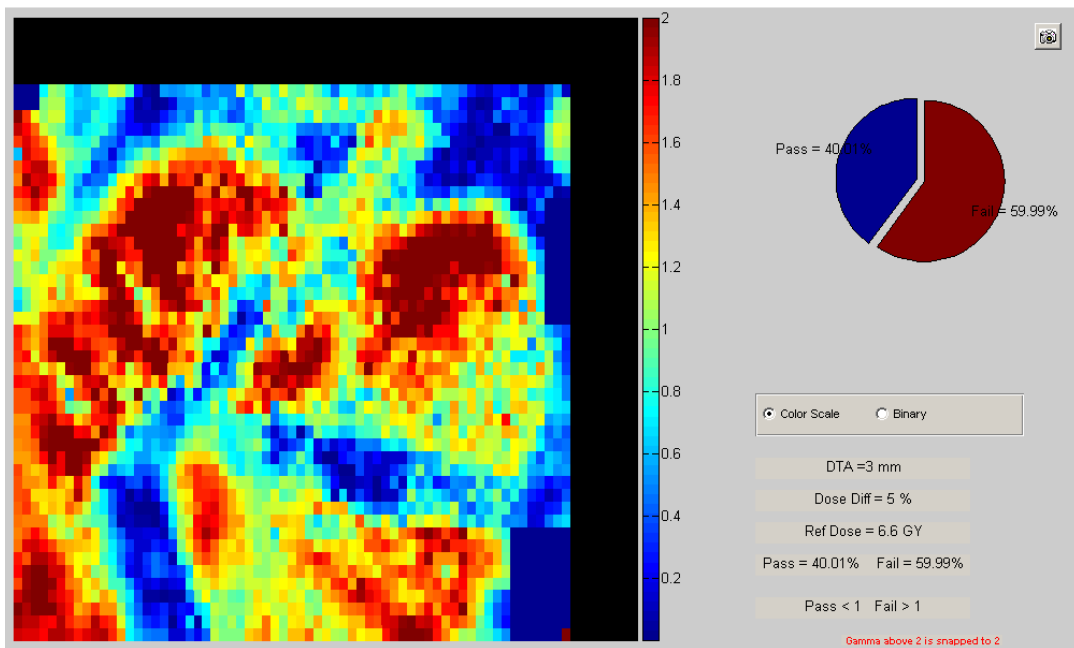 2
1.8
1.6
1.4
1.2
1
0.8
0.6
0.4
0.2
Pass = 40.01%
Fail = 59.99%
Color Scale Binary
DTA =3 mm
Dose Diff = 5 %
Ref Dose = 6.6 GY
Pass = 40.01% Fail = 59.99%
Pass < 1 Fail > 1
Gamma above 2 is snapped to 2